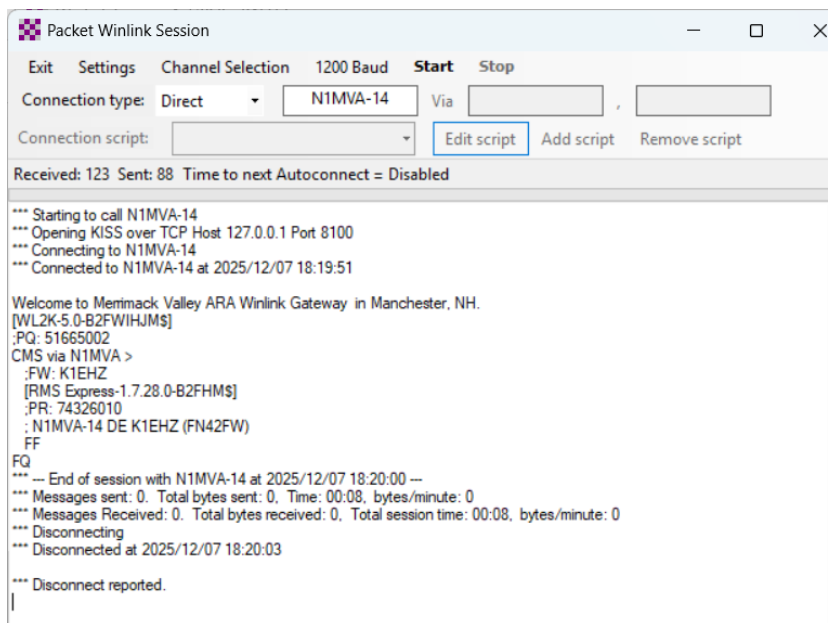 Packet Winlink Session
Exit Settings Channel Selection 1200 Baud Start Stop
Connection type: Direct N1MVA-14 Via ,
Connection script: Edit script Add script Remove script
Received: 123 Sent: 88 Time to next Autoconnect = Disabled
*** Starting to call N1MVA-14
*** Opening KISS over TCP Host 127.0.0.1 Port 8100
*** Connecting to N1MVA-14
*** Connected to N1MVA-14 at 2025/12/07 18:19:51
Welcome to Merrimack Valley ARA Winlink Gateway in Manchester, NH.
[WL2K-5.0-B2FWIHJM$]
;PQ: 51665002
CMS via N1MVA >
;FW: K1EHZ
[RMS Express-1.7.28.0-B2FHM$]
;PR: 74326010
; N1MVA-14 DE K1EHZ (FN42FW)
FF
FQ
*** --- End of session with N1MVA-14 at 2025/12/07 18:20:00 ---
*** Messages sent: 0. Total bytes sent: 0, Time: 00:08, bytes/minute: 0
*** Messages Received: 0. Total bytes received: 0, Total session time: 00:08, bytes/minute: 0
*** Disconnecting
*** Disconnected at 2025/12/07 18:20:03
*** Disconnect reported.